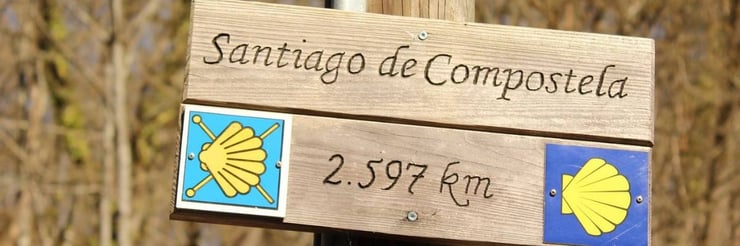 Santiago de Compostela
2.597 km